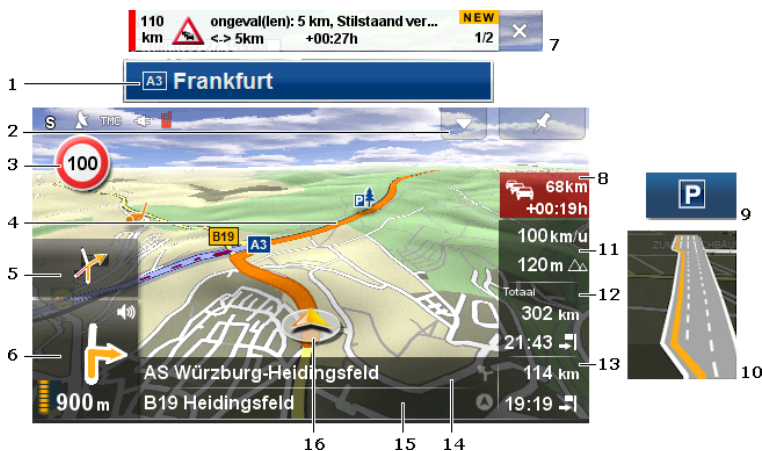 110 km
ongeval(len): 5 km, Stilstaand ver...
NEW
<-> 5km +00:27h
1/2
7
1
A3 Frankfurt
2
S TMC
3
100
8
68km
+00:19h
P
9
4
P
B19
A3
100km/u
11
120m
5
Totaal
12
302 km
21:43
6
13
114 km
10
AS Würzburg-Heidingsfeld
900 m
B19 Heidingsfeld
19:19
16
15
14